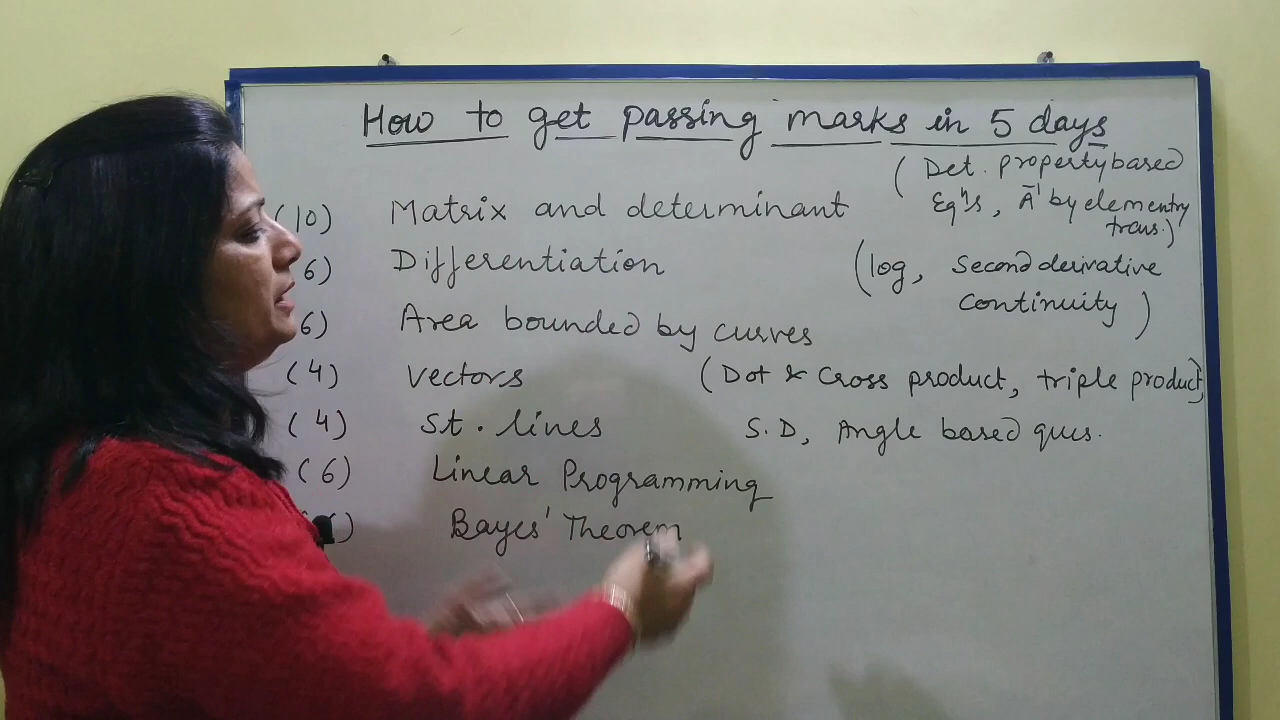 How to get passing marks in 5 days
(10) Matrix and determinant (Det. property based
Eqⁿs, A⁻¹ by elementry
trans.)
6) Differentiation (log, Second derivative
Continuity)
6) Area bounded by curves
(4) Vectors (Dot & Cross product, triple product)
(4) St. lines S.D, Angle based ques.
(6) Linear Programming
) Bayes' Theorem